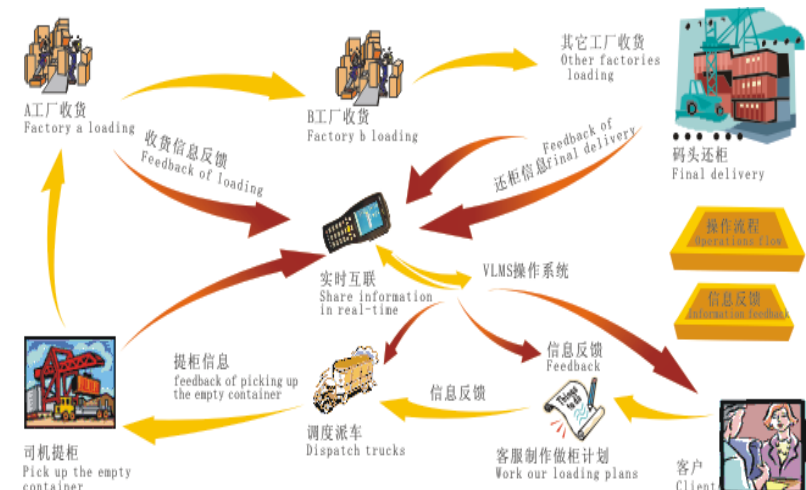 A工厂收货
Factory a loading
B工厂收货
Factory b loading
其它工厂收货
Other factories
loading
码头还柜
Final delivery
收货信息反馈
Feedback of loading
Feedback of
还柜信息final delivery
操作流程
Operations flow
信息反馈
Information feedback
实时互联
Share information
in real-time
VLMS操作系统
提柜信息
feedback of picking up
the empty container
信息反馈
信息反馈
Feedback
Things
to do
调度派车
Dispatch trucks
客服制作做柜计划
Work our loading plans
司机提柜
Pick up the empty
container
客户
Client